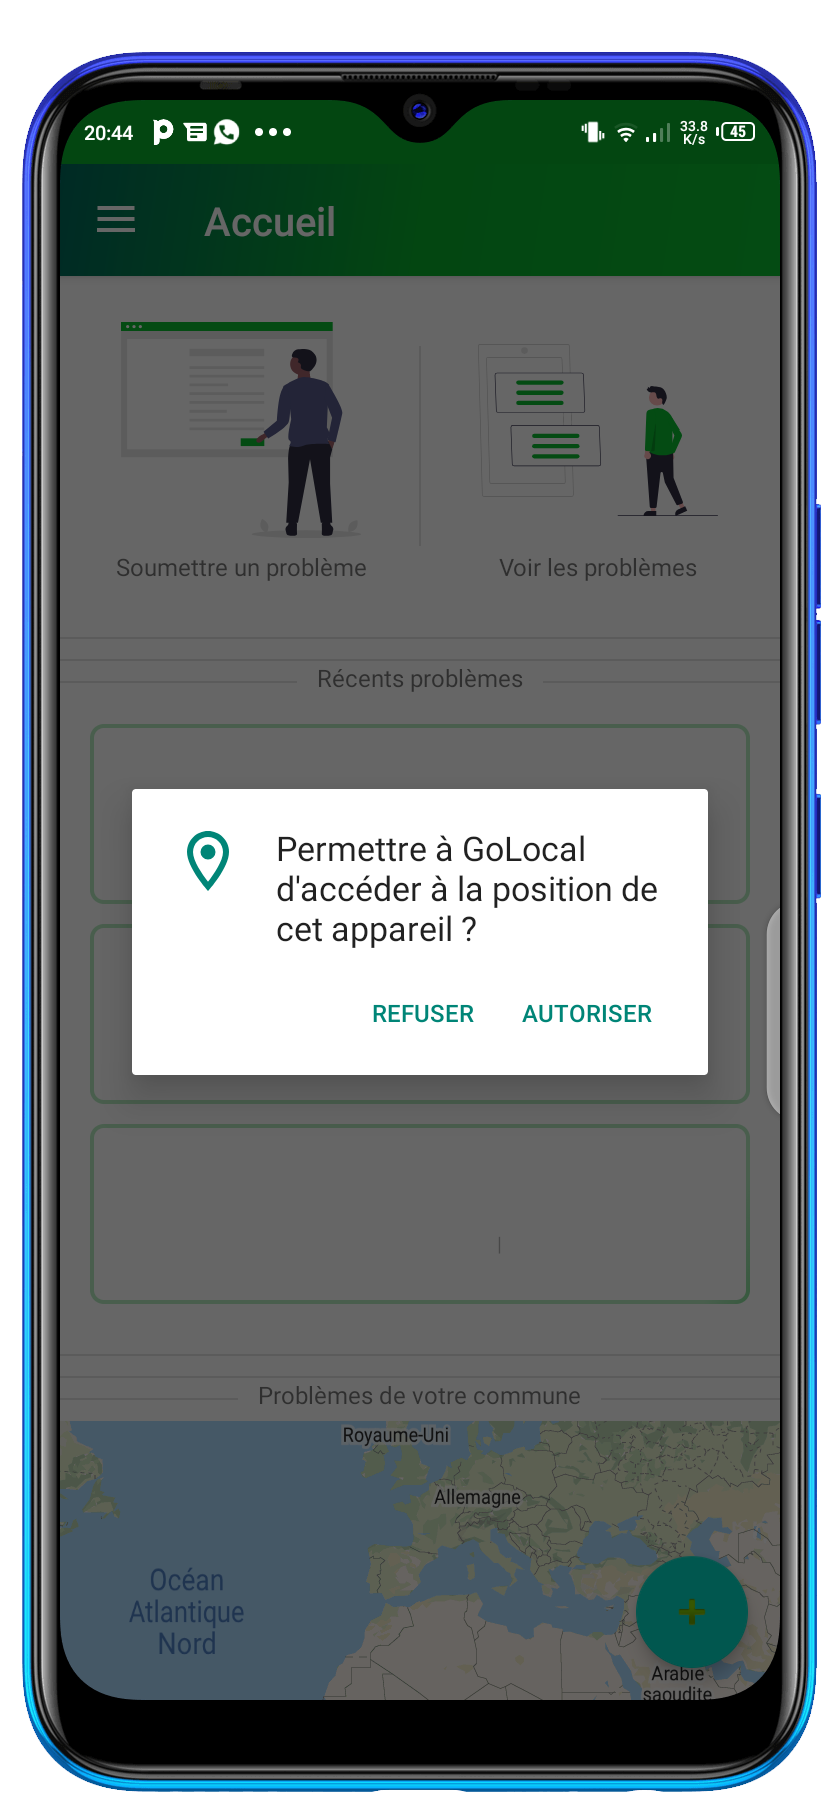 20:44
33.8
K/s
45
Accueil
Soumettre un problème
Voir les problèmes
Récents problèmes
Permettre à GoLocal
d'accéder à la position de
cet appareil ?
REFUSER
AUTORISER
Problèmes de votre commune
Royaume-Uni
Allemagne
Océan
Atlantique
Nord
Arabie
saoudite